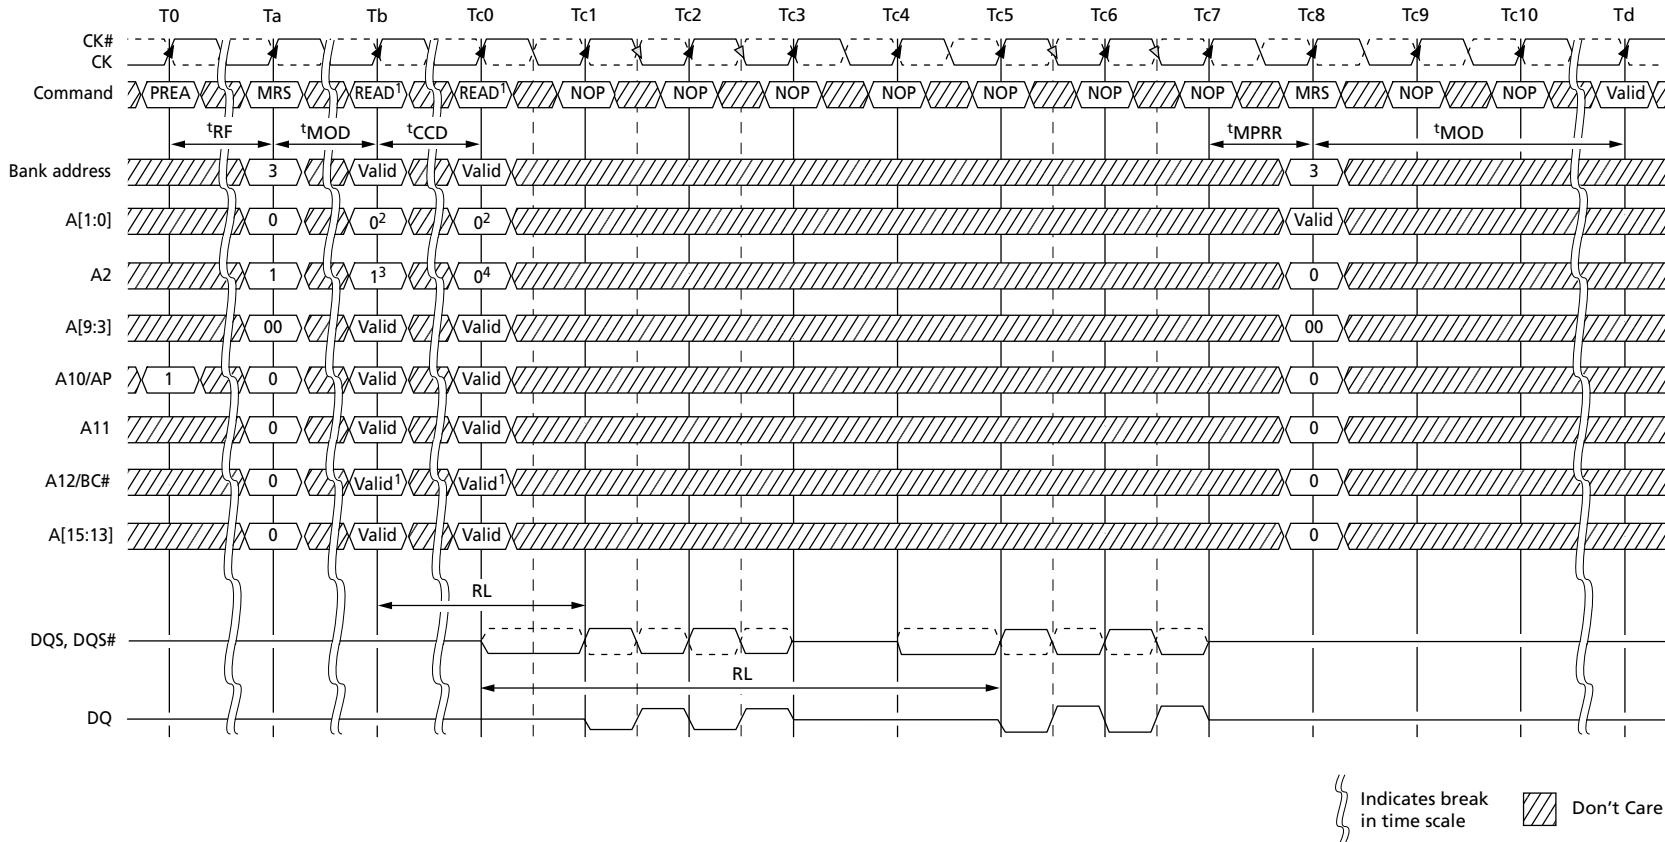 T0 Ta Tb Tc0 Tc1 Tc2 Tc3 Tc4 Tc5 Tc6 Tc7 Tc8 Tc9 Tc10 Td
CK#
CK
Command PREA MRS READ¹ READ¹ NOP NOP NOP NOP NOP NOP NOP MRS NOP NOP Valid
tRF tMOD tCCD tMPRR tMOD
Bank address 3 Valid Valid 3
A[1:0] 0 0² 0² Valid
A2 1 1³ 0⁴ 0
A[9:3] 00 Valid Valid 00
A10/AP 1 0 Valid Valid 0
A11 0 Valid Valid 0
A12/BC# 0 Valid¹ Valid¹ 0
A[15:13] 0 Valid Valid 0
RL
DQS, DQS#
RL
DQ
Indicates break
in time scale
Don't Care